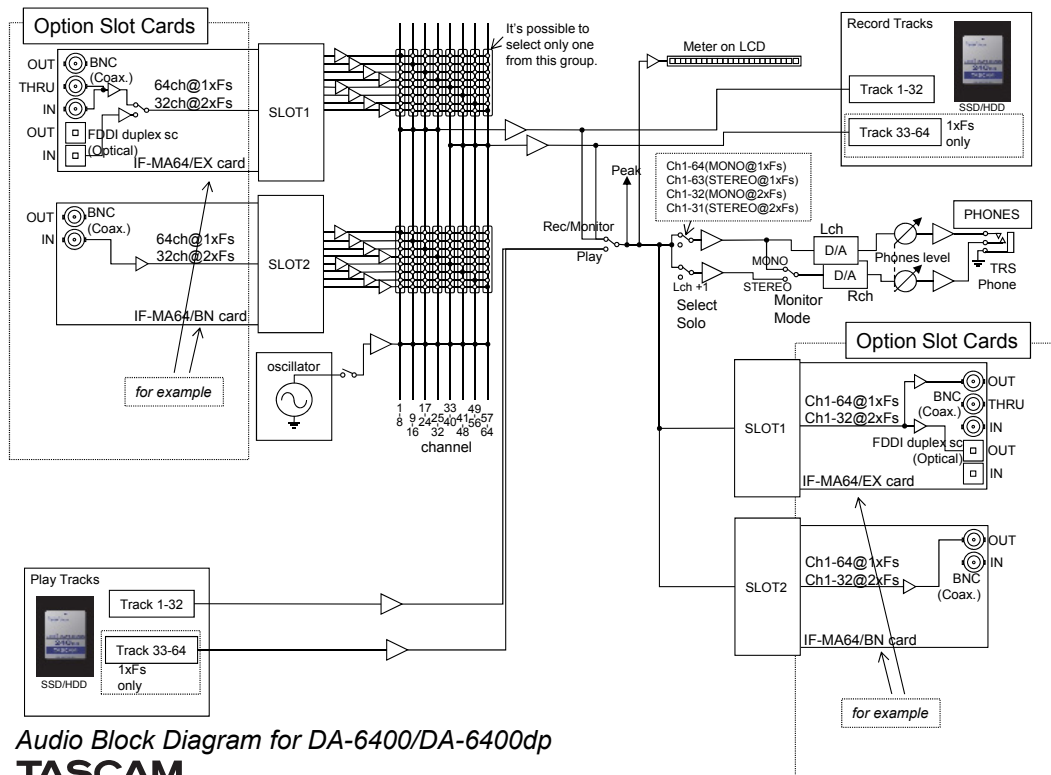 Option Slot Cards
OUT
BNC
(Coax.)
THRU
IN
64ch@1xFs
32ch@2xFs
OUT
FDDI duplex sc
(Optical)
IN
IF-MA64/EX card
SLOT1
OUT
BNC
(Coax.)
IN
64ch@1xFs
32ch@2xFs
IF-MA64/BN card
SLOT2
for example
oscillator
It's possible to
select only one
from this group.
1
8
9
16
17
24
25
32
33
40
41
48
49
56
57
64
channel
Meter on LCD
Record Tracks
Track 1-32
SSD/HDD
Track 33-64
1xFs
only
Peak
Rec/Monitor
Play
Ch1-64(MONO@1xFs)
Ch1-63(STEREO@1xFs)
Ch1-32(MONO@2xFs)
Ch1-31(STEREO@2xFs)
Lch +1
Select
Solo
MONO
STEREO
Monitor
Mode
Lch
D/A
D/A
Rch
Phones level
PHONES
TRS
Phone
Option Slot Cards
SLOT1
Ch1-64@1xFs
Ch1-32@2xFs
OUT
BNC
(Coax.)
THRU
IN
FDDI duplex sc
(Optical)
OUT
IN
IF-MA64/EX card
SLOT2
Ch1-64@1xFs
Ch1-32@2xFs
OUT
IN
BNC
(Coax.)
IF-MA64/BN card
for example
Play Tracks
Track 1-32
Track 33-64
1xFs
only
SSD/HDD
Audio Block Diagram for DA-6400/DA-6400dp
TASCAM